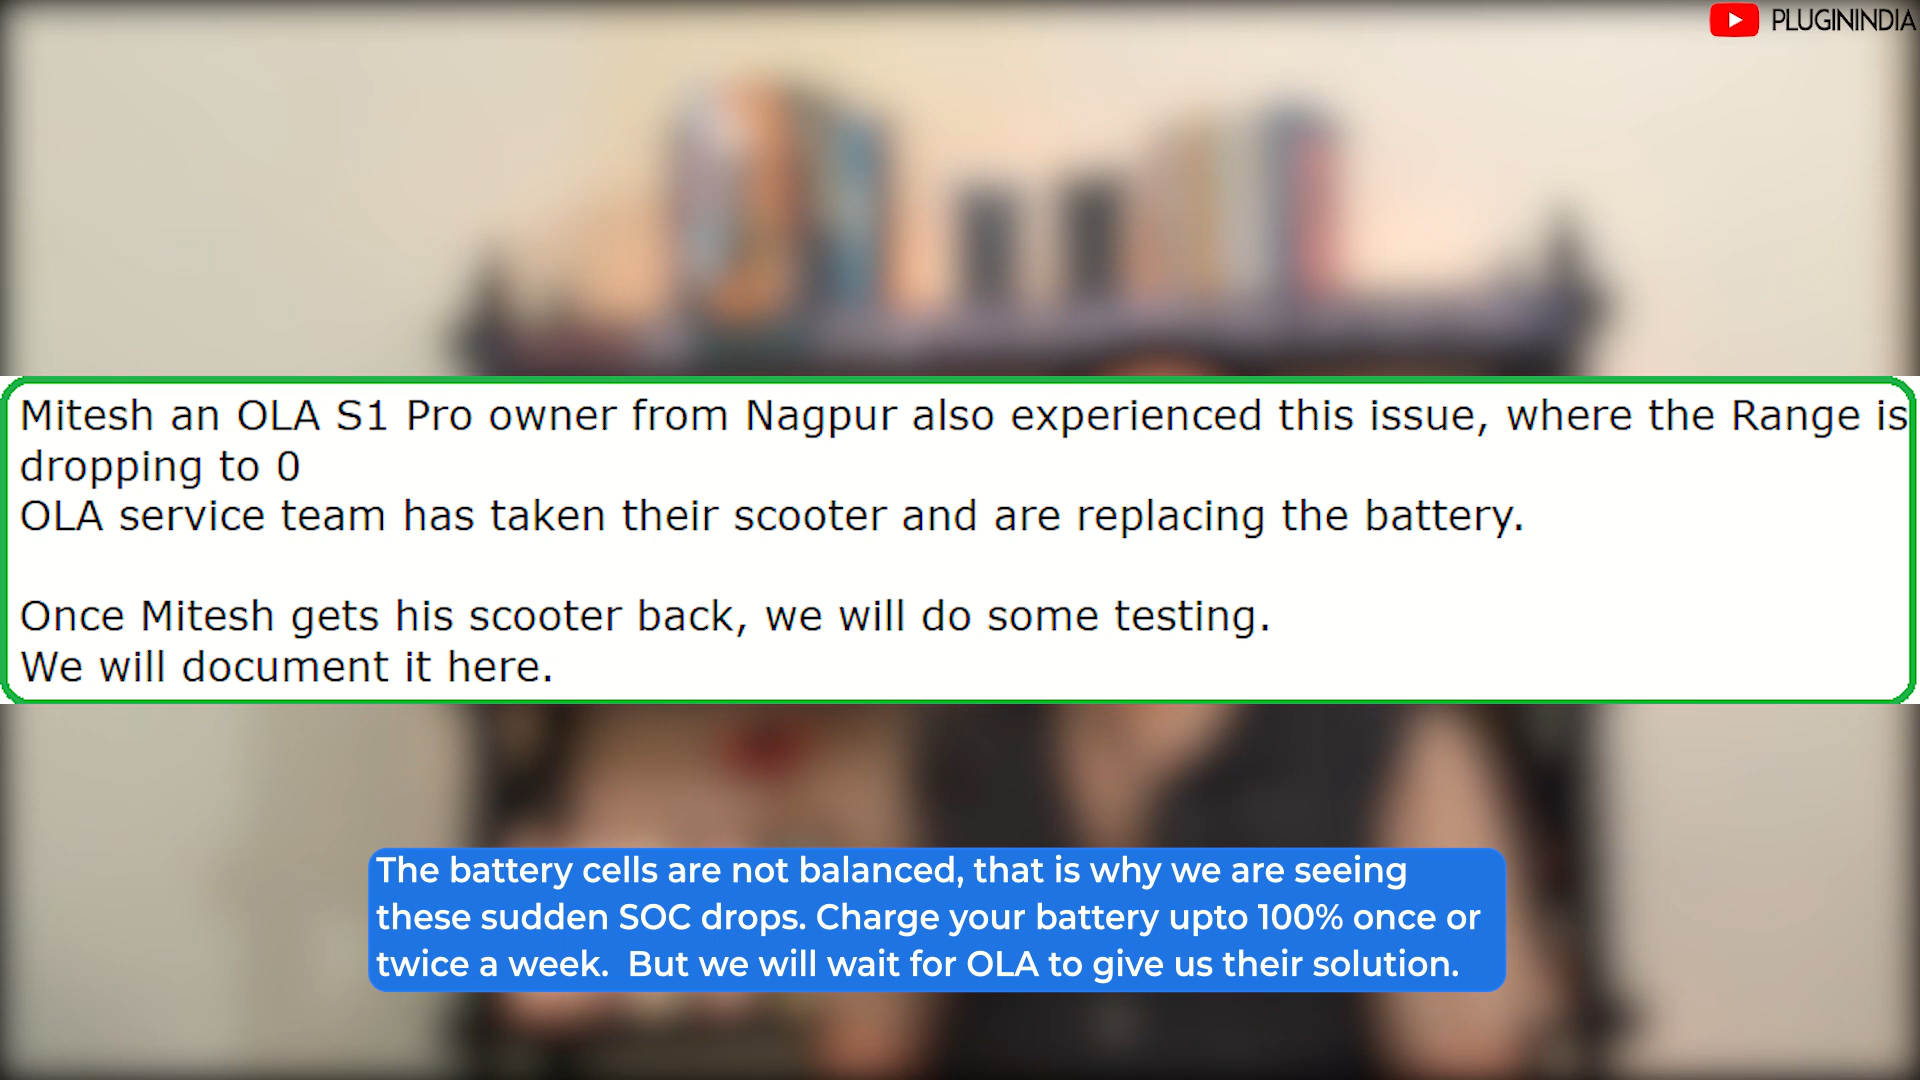 PLUGININDIA
Mitesh an OLA S1 Pro owner from Nagpur also experienced this issue, where the Range is
dropping to 0
OLA service team has taken their scooter and are replacing the battery.
Once Mitesh gets his scooter back, we will do some testing.
We will document it here.
The battery cells are not balanced, that is why we are seeing
these sudden SOC drops. Charge your battery upto 100% once or
twice a week.  But we will wait for OLA to give us their solution.